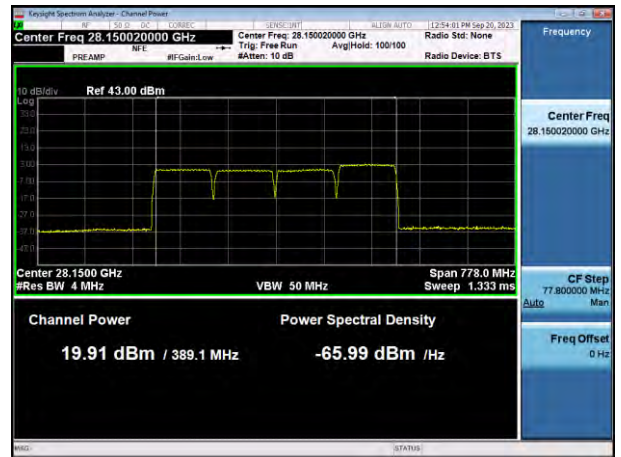 Keysight Spectrum Analyzer - Channel Power
RF 50 Ω DC CORREC SENSE:INT ALIGN AUTO 12:54:01 PM Sep 20, 2023
Center Freq 28.150020000 GHz Center Freq: 28.150020000 GHz Radio Std: None Frequency
NFE Trig: Free Run Avg|Hold: 100/100
PREAMP #IFGain:Low #Atten: 10 dB Radio Device: BTS
10 dB/div Ref 43.00 dBm
Log
33.0
23.0
13.0
3.00
-7.00
-17.0
-27.0
-37.0
-47.0
Center Freq
28.150020000 GHz
Center 28.1500 GHz Span 778.0 MHz
#Res BW 4 MHz VBW 50 MHz Sweep 1.333 ms
CF Step
77.800000 MHz
Auto Man
Channel Power Power Spectral Density
19.91 dBm / 389.1 MHz -65.99 dBm /Hz
Freq Offset
0 Hz
MSG STATUS